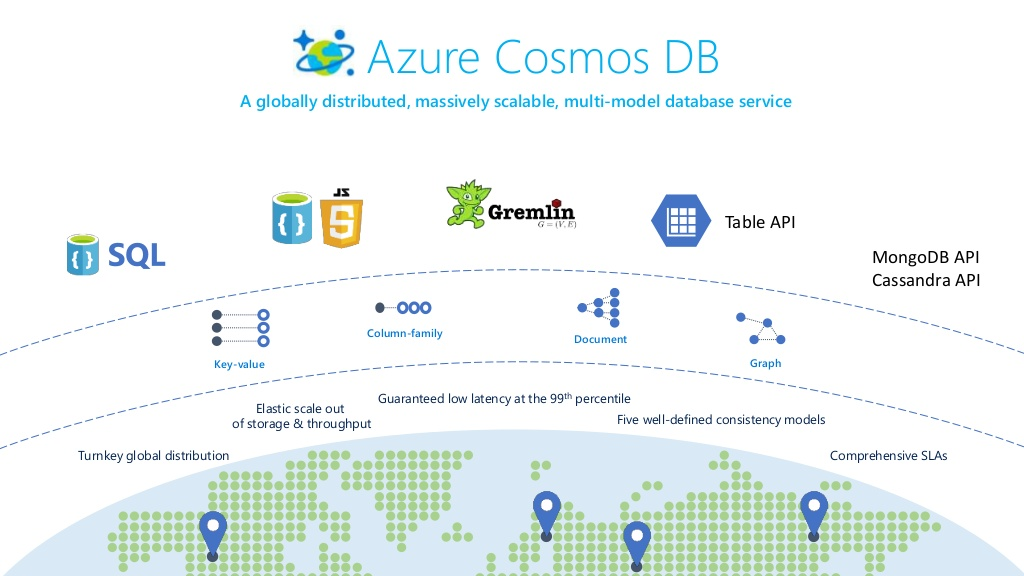 Azure Cosmos DB
A globally distributed, massively scalable, multi-model database service
{ } SQL
{ } JS 5
Gremlin
G = (V, E)
Table API
MongoDB API
Cassandra API
Key-value
Column-family
Document
Graph
Turnkey global distribution
Elastic scale out
of storage & throughput
Guaranteed low latency at the 99th percentile
Five well-defined consistency models
Comprehensive SLAs